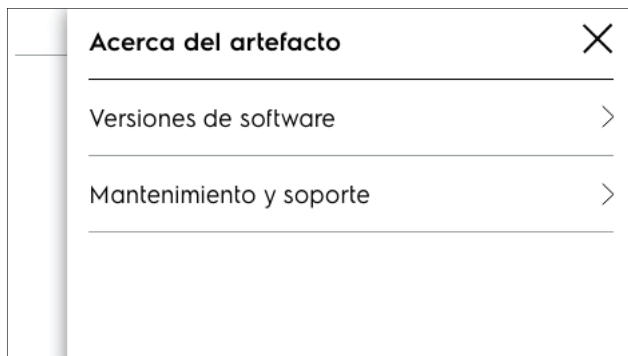 Acerca del artefacto
Versiones de software
Mantenimiento y soporte